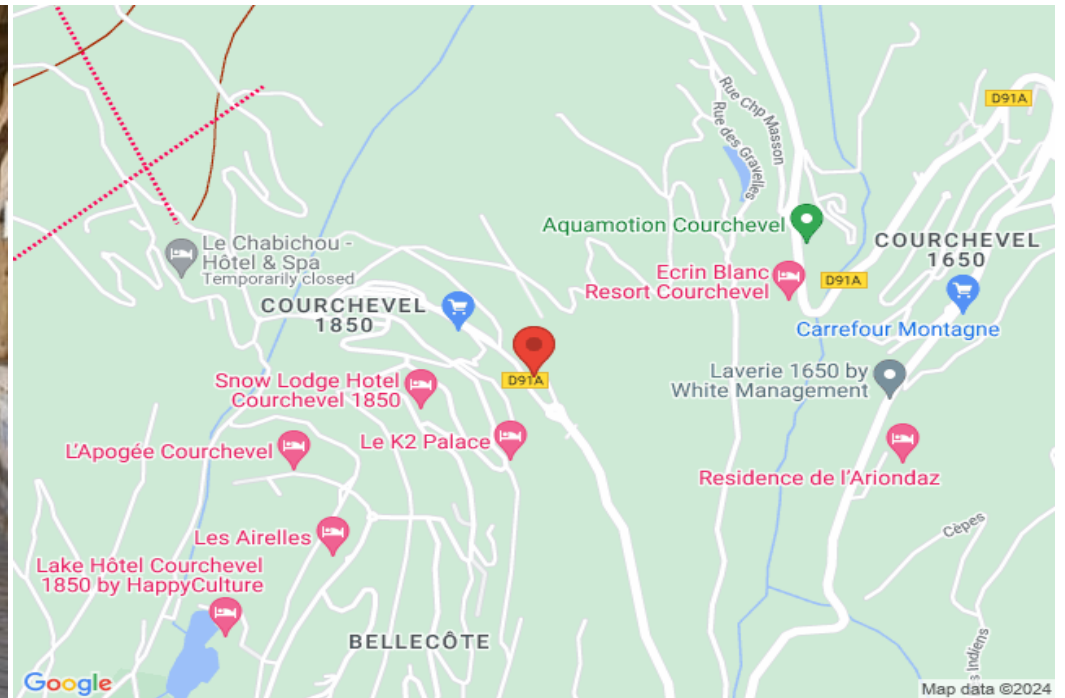 D91A
Rue Chp Masson
Rue des Gravelles
Aquamotion Courchevel
COURCHEVEL
1650
Le Chabichou -
Hôtel & Spa
Temporarily closed
Ecrin Blanc
Resort Courchevel
D91A
COURCHEVEL
1850
Carrefour Montagne
D91A
Laverie 1650 by
White Management
Snow Lodge Hotel
Courchevel 1850
L'Apogée Courchevel
Le K2 Palace
Residence de l'Ariondaz
Cèpes
Les Airelles
Lake Hôtel Courchevel
1850 by HappyCulture
BELLECÔTE
Indiens
Google
Map data ©2024